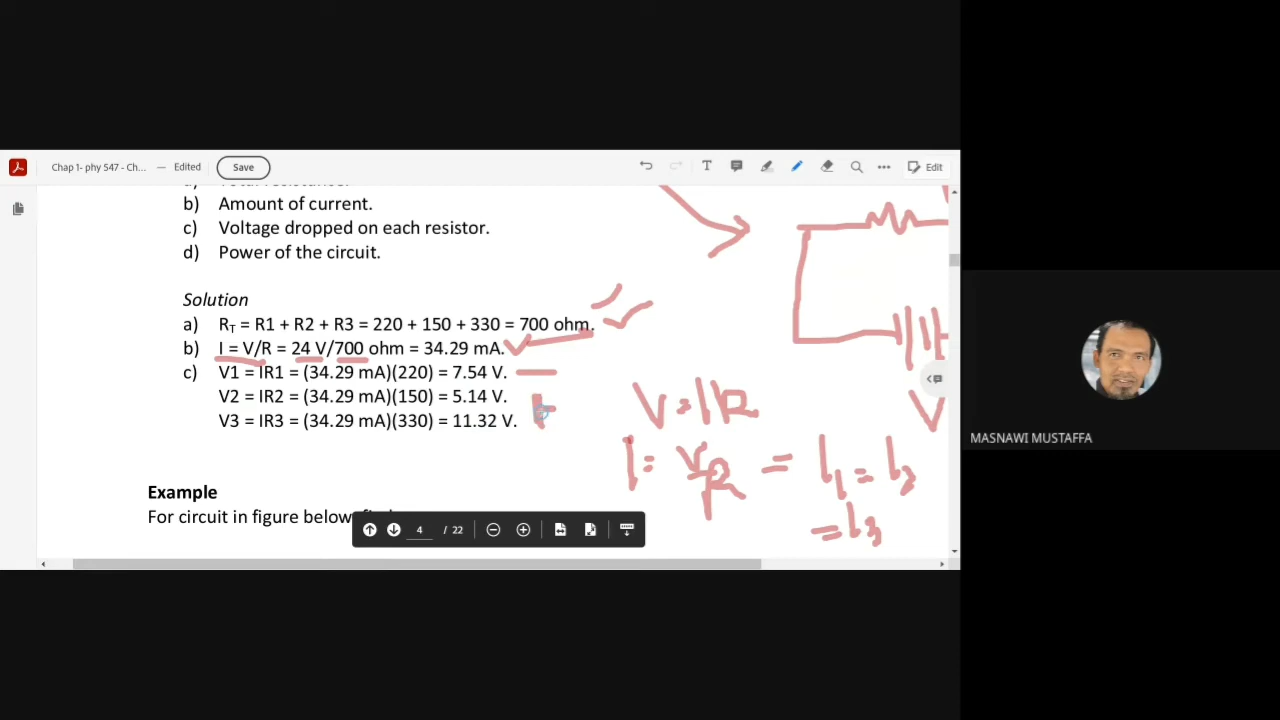 Chap 1- phy 547 - Ch... — Edited Save T ... Edit
b) Amount of current.
c) Voltage dropped on each resistor.
d) Power of the circuit.
Solution
a) RT = R1 + R2 + R3 = 220 + 150 + 330 = 700 ohm.
b) I = V/R = 24 V/700 ohm = 34.29 mA.
c) V1 = IR1 = (34.29 mA)(220) = 7.54 V.
V2 = IR2 = (34.29 mA)(150) = 5.14 V.
V3 = IR3 = (34.29 mA)(330) = 11.32 V.
V = IR
I = V/R = I1 = I2
= I3
V
Example
For circuit in figure below
4 / 22
MASNAWI MUSTAFFA